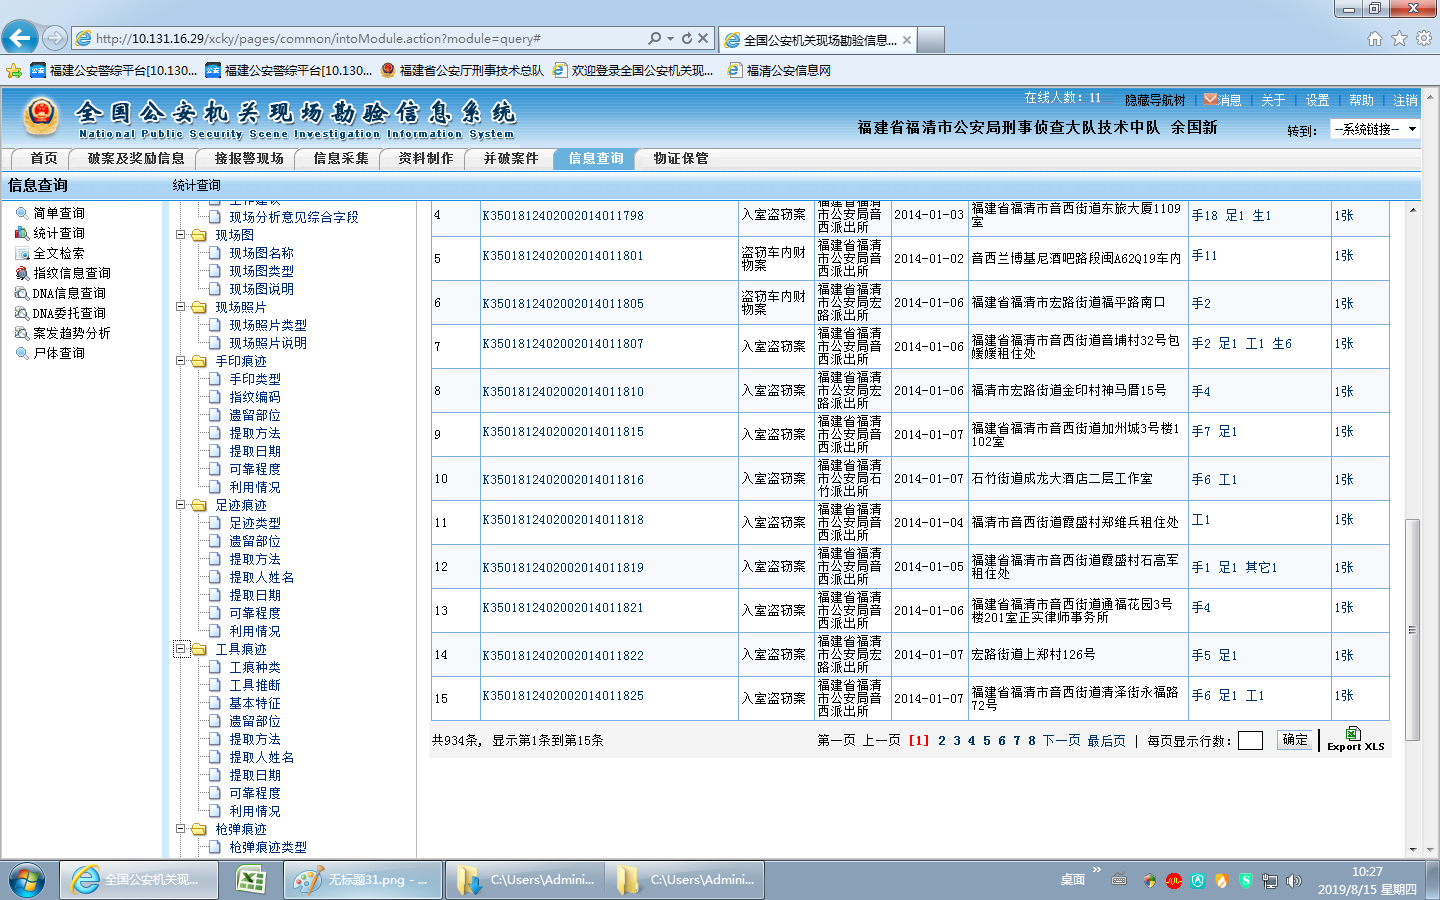 http://10.131.16.29/xcky/pages/common/intoModule.action?module=query#
全国公安机关现场勘验信息...
福建公安警综平台[10.130...
福建公安警综平台[10.130...
福建省公安厅刑事技术总队
欢迎登录全国公安机关现...
福清公安信息网
全国公安机关现场勘验信息系统
National Public Security Scene Investigation Information System
在线人数：11
隐藏导航树 消息 关于 设置 帮助 注销
福建省福清市公安局刑事侦查大队技术中队 余国新
转到： --系统链接--
首页 破案及奖励信息 接报警现场 信息采集 资料制作 并破案件 信息查询 物证保管
信息查询
统计查询
简单查询
统计查询
全文检索
指纹信息查询
DNA信息查询
DNA委托查询
案发趋势分析
尸体查询
工作建议
现场分析意见综合字段
现场图
现场图名称
现场图类型
现场图说明
现场照片
现场照片类型
现场照片说明
手印痕迹
手印类型
指纹编码
遗留部位
提取方法
提取日期
可靠程度
利用情况
足迹痕迹
足迹类型
遗留部位
提取方法
提取人姓名
提取日期
可靠程度
利用情况
工具痕迹
工痕种类
工具推断
基本特征
遗留部位
提取方法
提取人姓名
提取日期
可靠程度
利用情况
枪弹痕迹
枪弹痕迹类型
4 K3501812402002014011798 入室盗窃案 福建省福清市公安局音西派出所 2014-01-03 福建省福清市音西街道东旅大厦1109室 手18 足1 生1 1张
5 K3501812402002014011801 盗窃车内财物案 福建省福清市公安局音西派出所 2014-01-02 音西兰博基尼酒吧路段闽A62Q19车内 手11 1张
6 K3501812402002014011805 盗窃车内财物案 福建省福清市公安局宏路派出所 2014-01-06 福建省福清市宏路街道福平路南口 手2 1张
7 K3501812402002014011807 入室盗窃案 福建省福清市公安局音西派出所 2014-01-06 福建省福清市音西街道音埔村32号包媛媛租住处 手2 足1 工1 生6 1张
8 K3501812402002014011810 入室盗窃案 福建省福清市公安局宏路派出所 2014-01-06 福清市宏路街道金印村神马厝15号 手4 1张
9 K3501812402002014011815 入室盗窃案 福建省福清市公安局音西派出所 2014-01-07 福建省福清市音西街道加州城3号楼1102室 手7 足1 1张
10 K3501812402002014011816 入室盗窃案 福建省福清市公安局石竹派出所 2014-01-07 石竹街道成龙大酒店二层工作室 手6 工1 1张
11 K3501812402002014011818 入室盗窃案 福建省福清市公安局音西派出所 2014-01-04 福清市音西街道霞盛村郑维兵租住处 工1 1张
12 K3501812402002014011819 入室盗窃案 福建省福清市公安局音西派出所 2014-01-05 福建省福清市音西街道霞盛村石高军租住处 手1 足1 其它1 1张
13 K3501812402002014011821 入室盗窃案 福建省福清市公安局音西派出所 2014-01-06 福建省福清市音西街道通福花园3号楼201室正实律师事务所 手4 1张
14 K3501812402002014011822 入室盗窃案 福建省福清市公安局宏路派出所 2014-01-07 宏路街道上郑村126号 手5 足1 1张
15 K3501812402002014011825 入室盗窃案 福建省福清市公安局音西派出所 2014-01-07 福建省福清市音西街道清泽街永福路72号 手6 足1 工1 1张
共934条, 显示第1条到第15条
第一页 上一页 [1] 2 3 4 5 6 7 8 下一页 最后页 | 每页显示行数: 确定 Export XLS
全国公安机关现...
无标题31.png - ...
C:\Users\Admini...
C:\Users\Admini...
桌面
10:27
2019/8/15 星期四